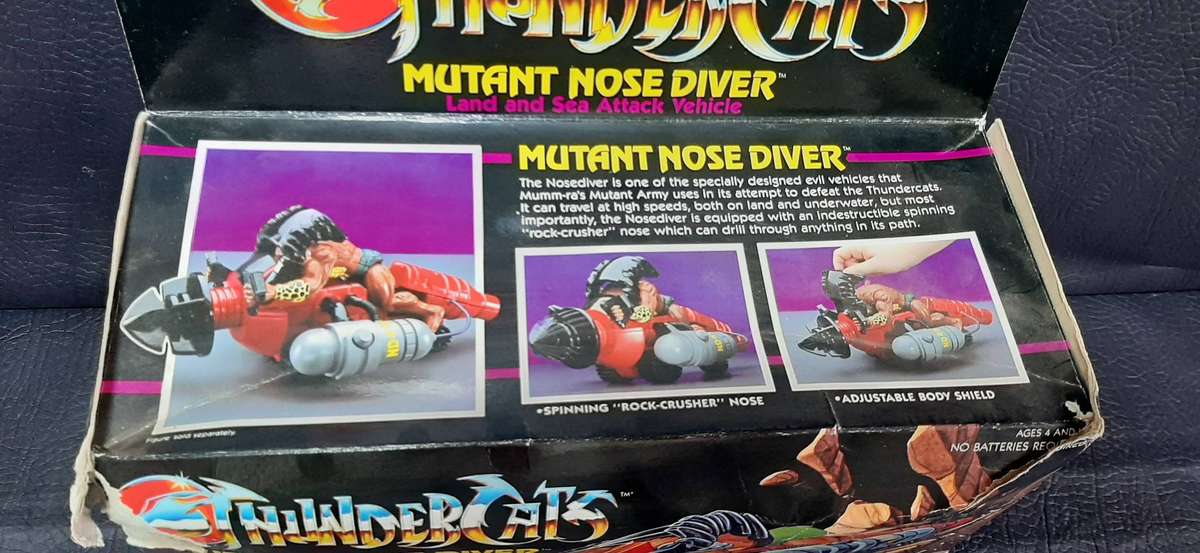 THUNDERCATS
MUTANT NOSE DIVER™
Land and Sea Attack Vehicle
MUTANT NOSE DIVER™
The Nosediver is one of the specially designed evil vehicles that
Mumm-ra's Mutant Army uses in its attempt to defeat the Thundercats.
It can travel at high speeds, both on land and underwater, but most
importantly, the Nosediver is equipped with an indestructible spinning
"rock-crusher" nose which can drill through anything in its path.
•SPINNING "ROCK-CRUSHER" NOSE
•ADJUSTABLE BODY SHIELD
Figure sold separately.
AGES 4 AND
NO BATTERIES REQUIRED
THUNDERCATS™
DIVER™